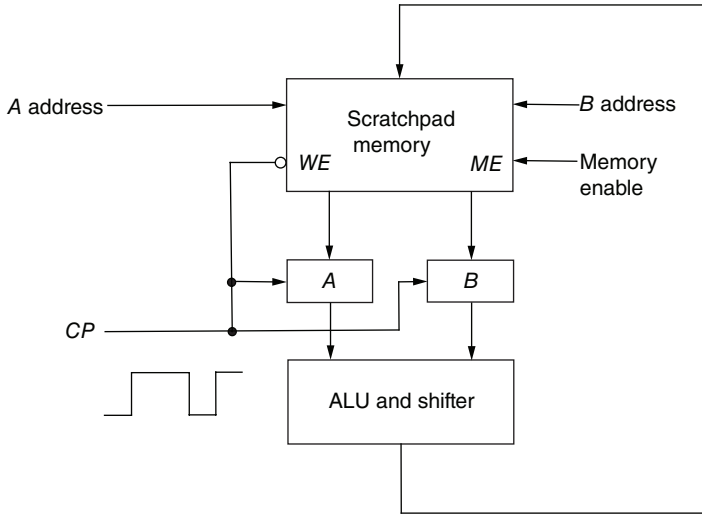 A address
Scratchpad
memory
B address
WE
ME
Memory
enable
A
B
CP
ALU and shifter